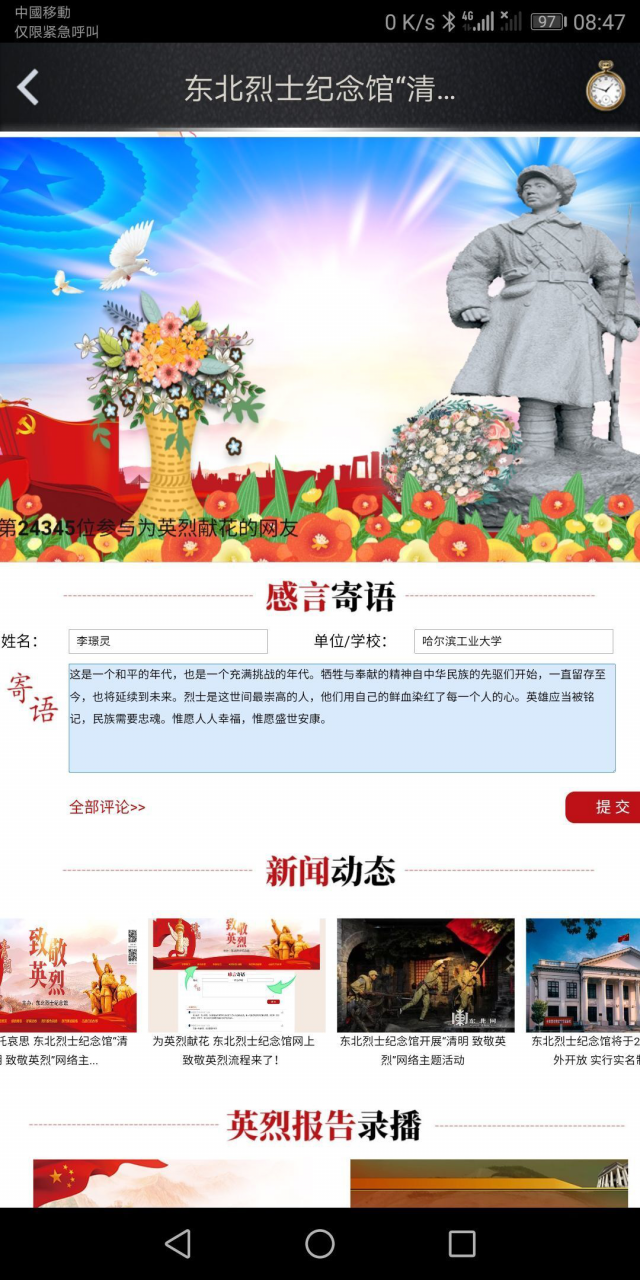 中國移動
仅限紧急呼叫
0 K/s 4G 97 08:47
东北烈士纪念馆“清...
第24345位参与为英烈献花的网友
感言寄语
姓名: 李璟灵 单位/学校: 哈尔滨工业大学
寄语
这是一个和平的年代，也是一个充满挑战的年代。牺牲与奉献的精神自中华民族的先驱们开始，一直留存至
今，也将延续到未来。烈士是这世间最崇高的人，他们用自己的鲜血染红了每一个人的心。英雄应当被铭
记，民族需要忠魂。惟愿人人幸福，惟愿盛世安康。
全部评论>>
提 交
新闻动态
致敬英烈
致敬英烈
感言寄语
東北网
托哀思 东北烈士纪念馆“清
明 致敬英烈”网络主...
为英烈献花 东北烈士纪念馆网上
致敬英烈流程来了！
东北烈士纪念馆开展“清明 致敬英
烈”网络主题活动
东北烈士纪念馆将于2
外开放 实行实名制
英烈报告录播